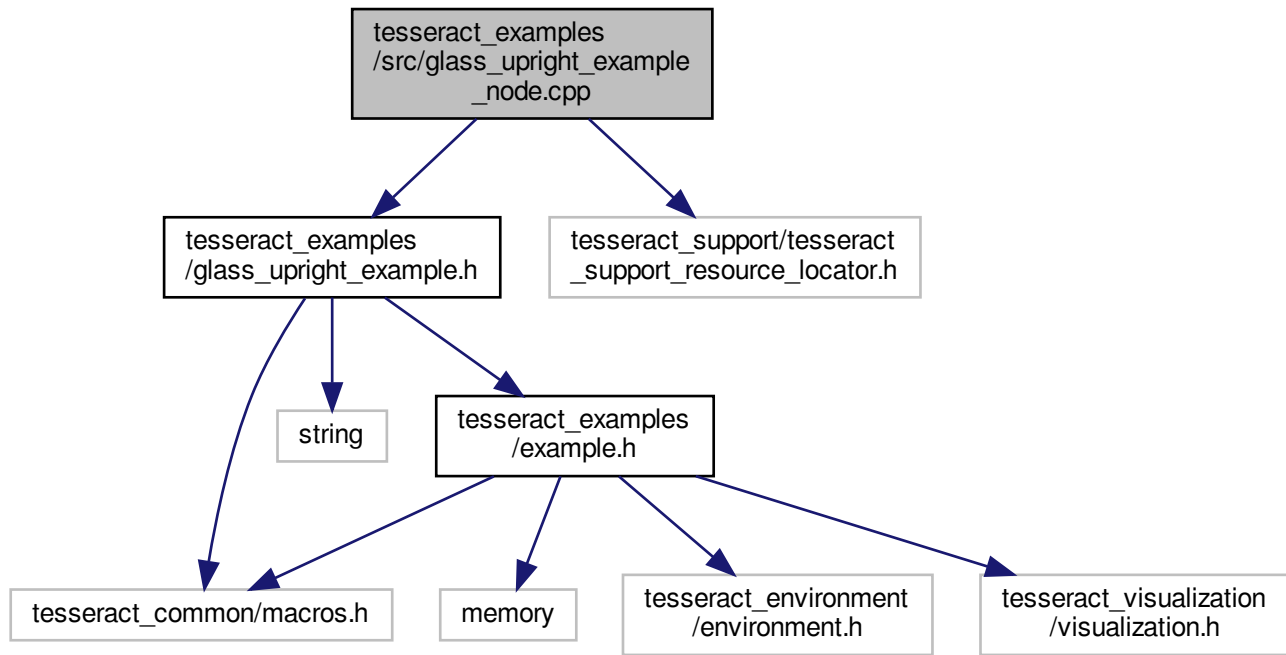 tesseract_examples
/src/glass_upright_example
_node.cpp
tesseract_examples
/glass_upright_example.h
tesseract_support/tesseract
_support_resource_locator.h
string
tesseract_examples
/example.h
tesseract_common/macros.h
memory
tesseract_environment
/environment.h
tesseract_visualization
/visualization.h